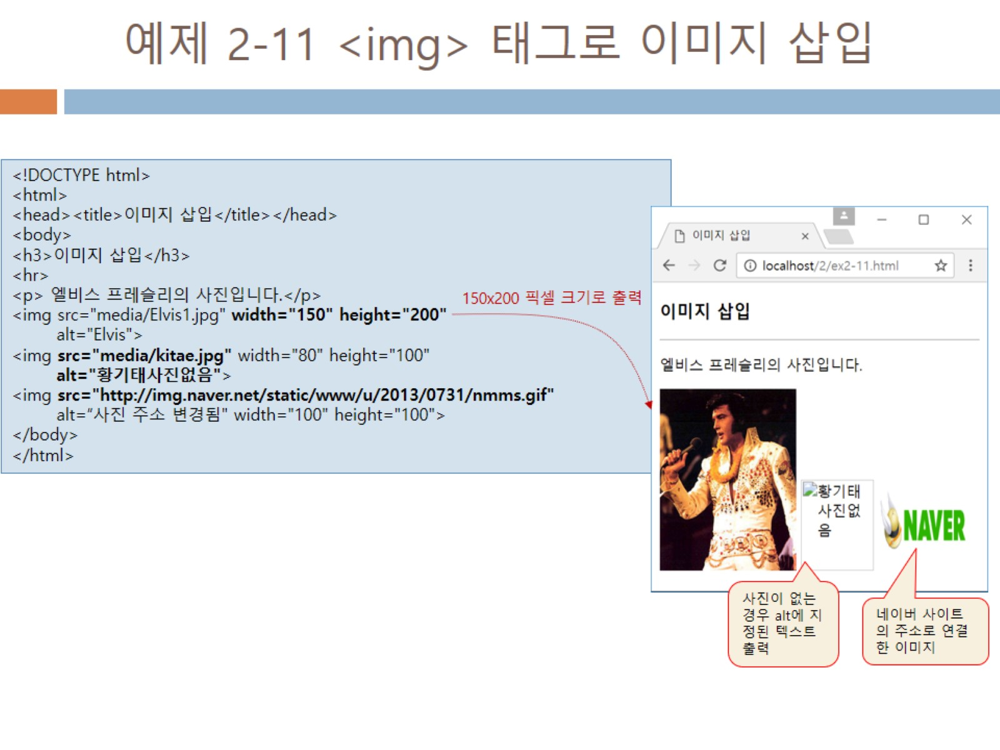 예제 2-11 <img> 태그로 이미지 삽입
<!DOCTYPE html>
<html>
<head><title>이미지 삽입</title></head>
<body>
<h3>이미지 삽입</h3>
<hr>
<p> 엘비스 프레슬리의 사진입니다.</p>
<img src="media/Elvis1.jpg" width="150" height="200"
alt="Elvis">
<img src="media/kitae.jpg" width="80" height="100"
alt="황기태사진없음">
<img src="http://img.naver.net/static/www/u/2013/0731/nmms.gif"
alt=“사진 주소 변경됨" width="100" height="100">
</body>
</html>
150x200 픽셀 크기로 출력
이미지 삽입
localhost/2/ex2-11.html
이미지 삽입
엘비스 프레슬리의 사진입니다.
황기태
사진없
음
NAVER
사진이 없는
경우 alt에 지
정된 텍스트
출력
네이버 사이트
의 주소로 연결
한 이미지